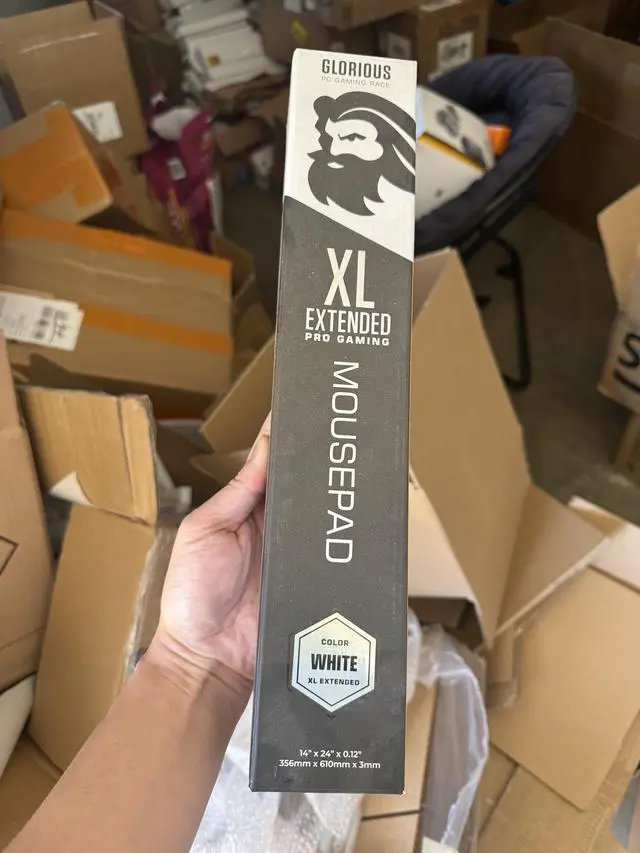 GLORIOUS
PC GAMING RACE
XL
EXTENDED
PRO GAMING
MOUSEPAD
COLOR
WHITE
XL EXTENDED
14" x 24" x 0.12"
356mm x 610mm x 3mm